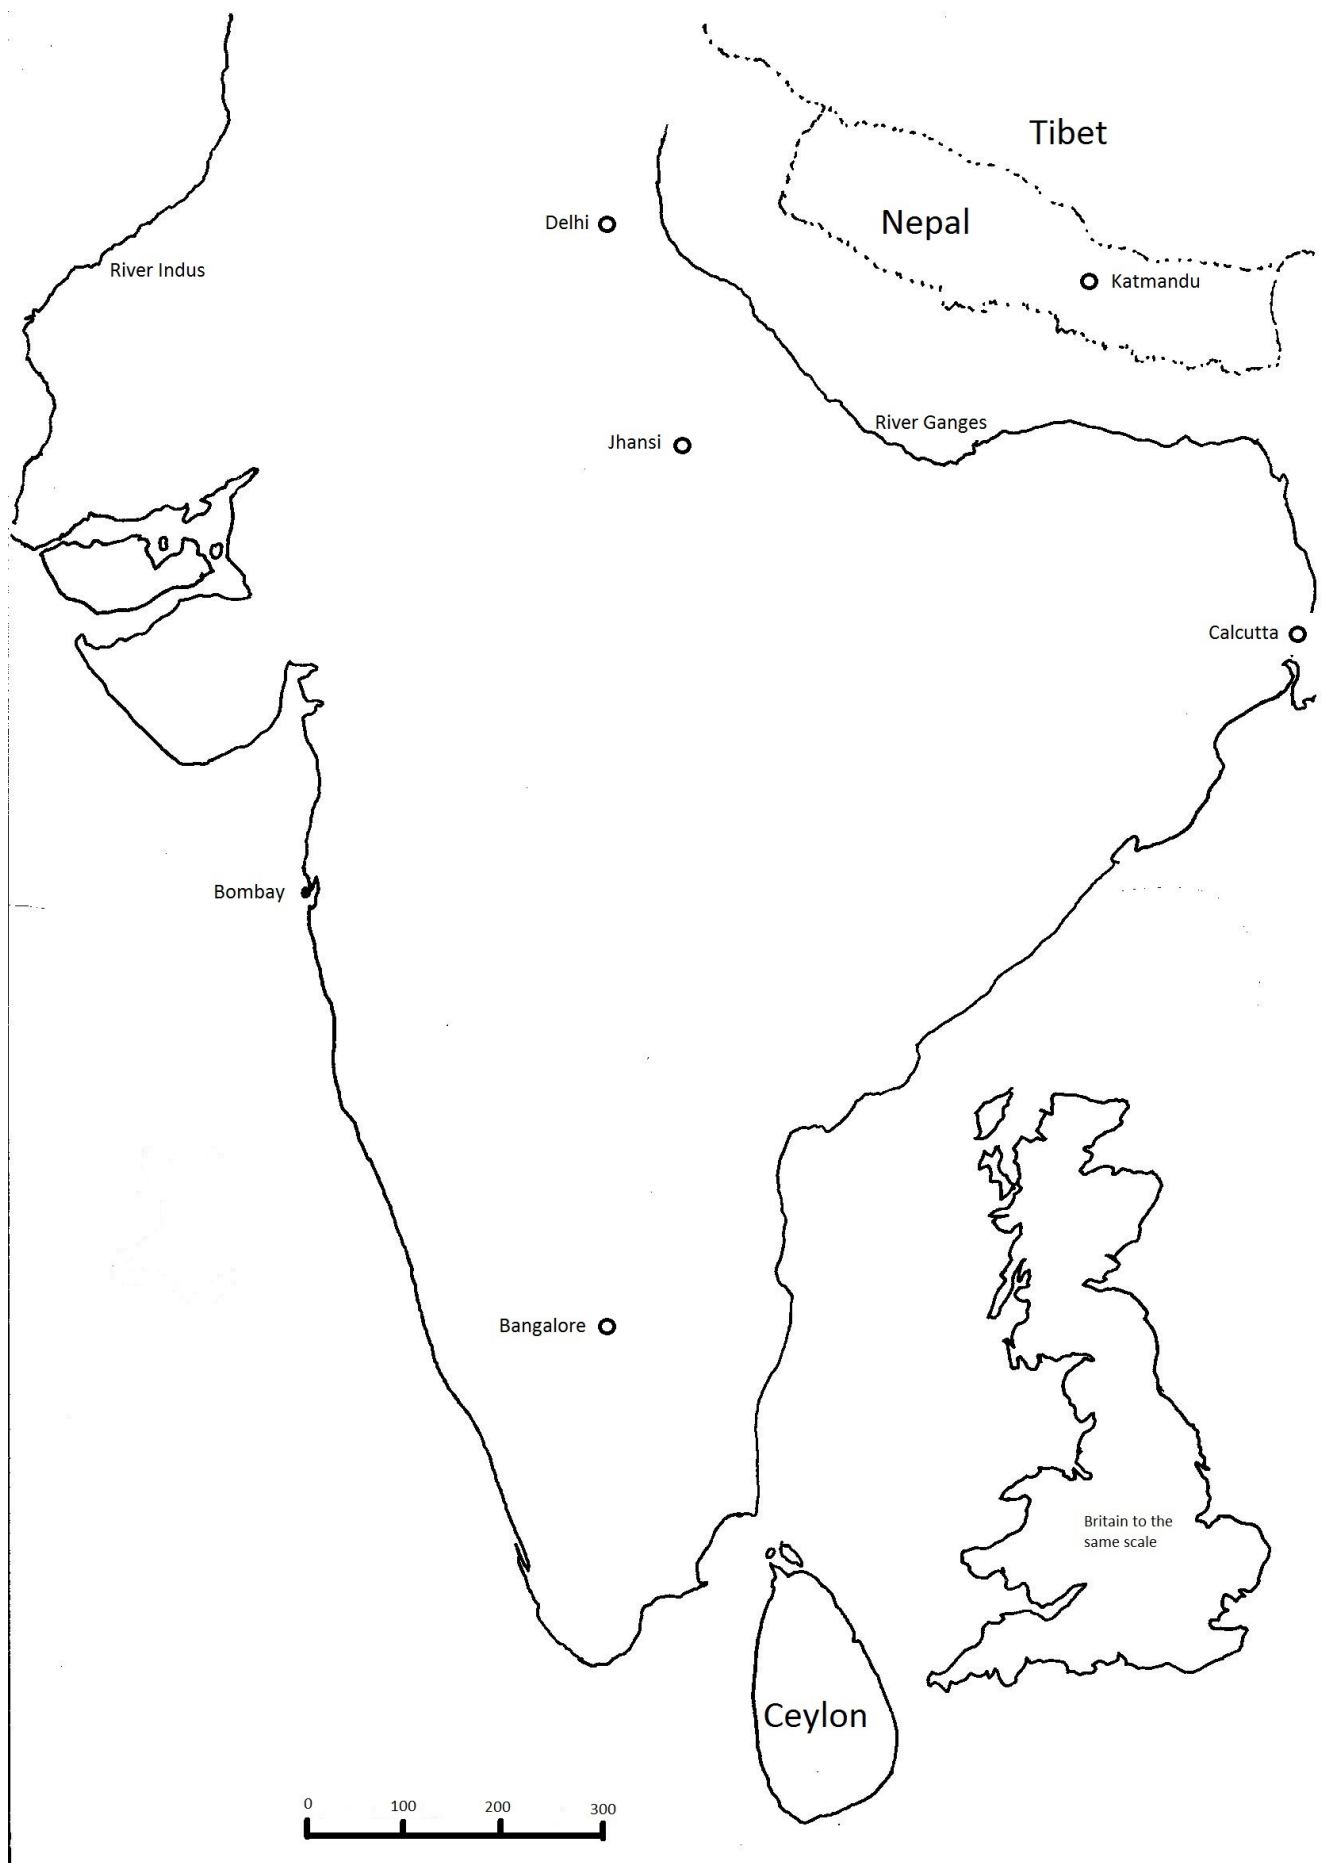 Tibet
Nepal
Delhi
River Indus
Katmandu
River Ganges
Jhansi
Calcutta
Bombay
Bangalore
Britain to the
same scale
Ceylon
0 100 200 300